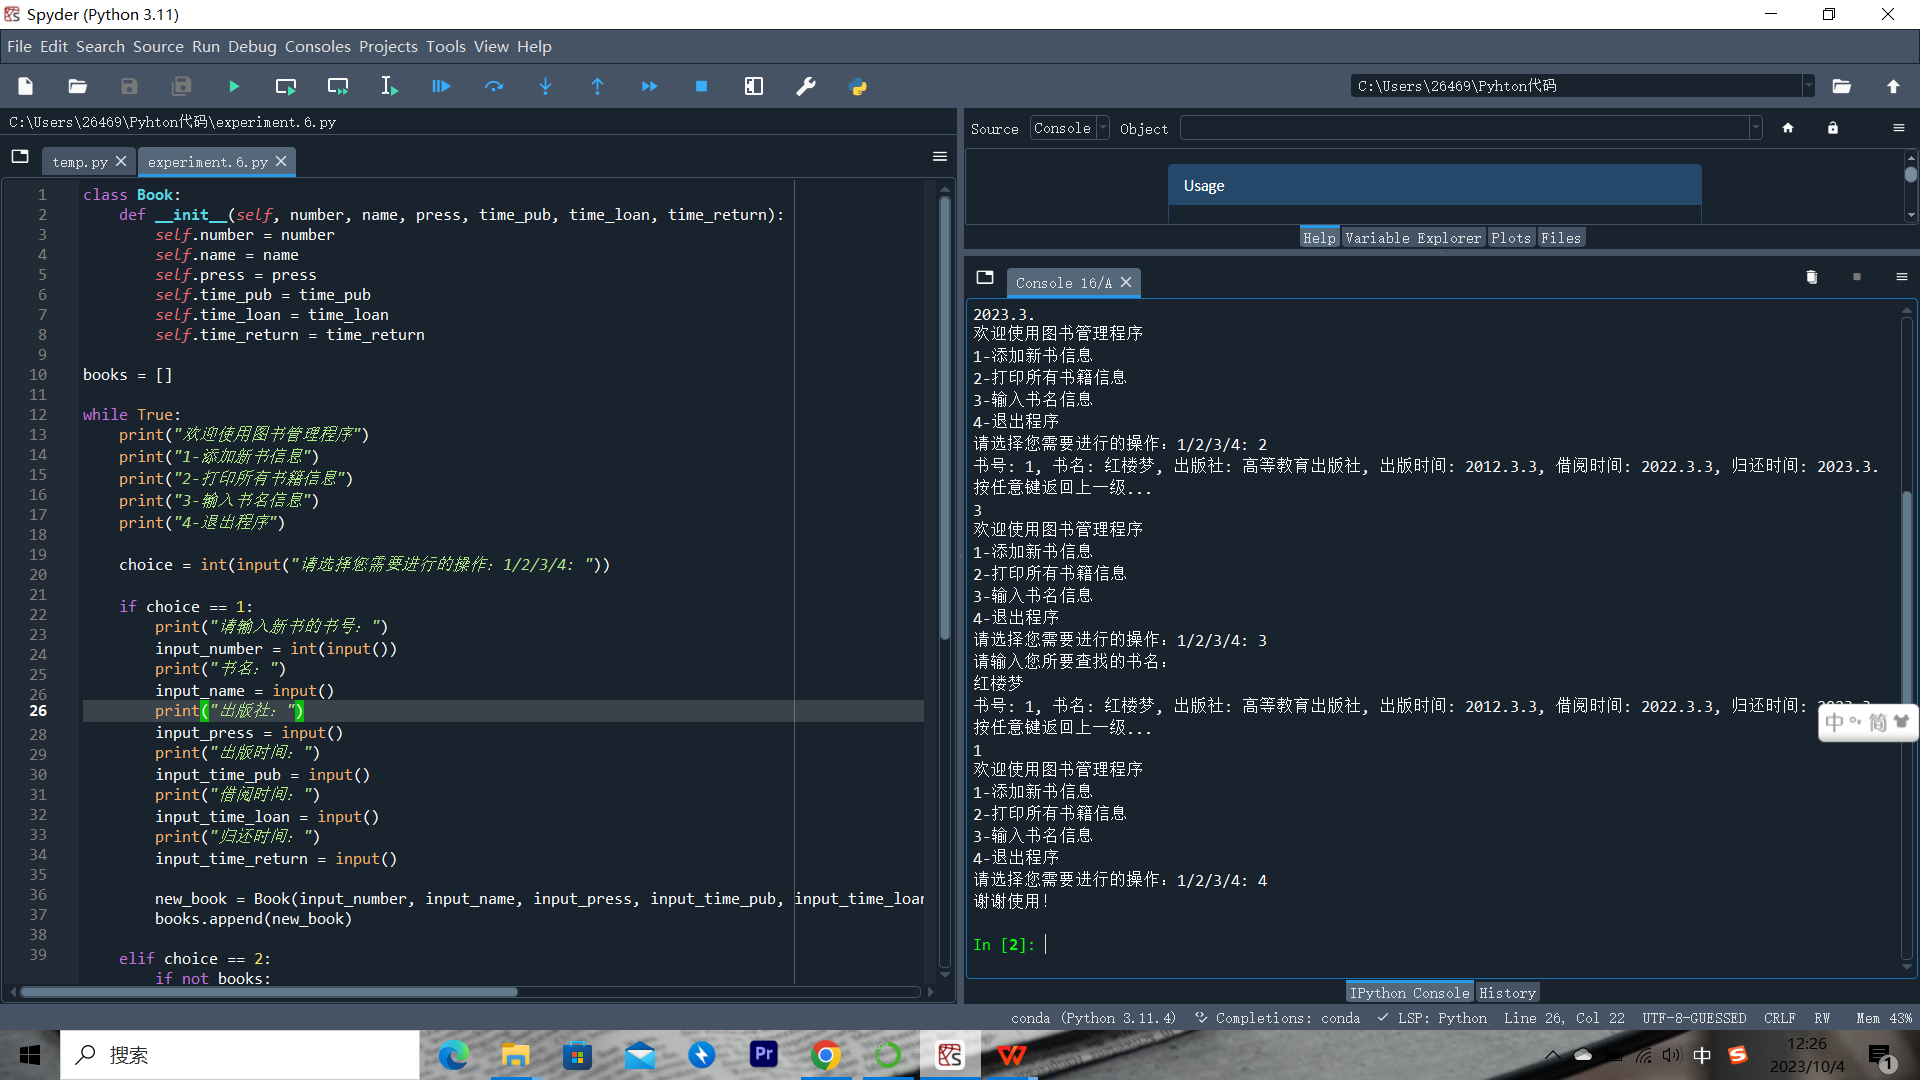 Spyder (Python 3.11)
File Edit Search Source Run Debug Consoles Projects Tools View Help
C:\Users\26469\Pyhton代码
C:\Users\26469\Pyhton代码\experiment.6.py
temp.py
experiment.6.py
1 class Book:
2 def __init__(self, number, name, press, time_pub, time_loan, time_return):
3 self.number = number
4 self.name = name
5 self.press = press
6 self.time_pub = time_pub
7 self.time_loan = time_loan
8 self.time_return = time_return
9
10 books = []
11
12 while True:
13 print("欢迎使用图书管理程序")
14 print("1-添加新书信息")
15 print("2-打印所有书籍信息")
16 print("3-输入书名信息")
17 print("4-退出程序")
18
19 choice = int(input("请选择您需要进行的操作：1/2/3/4: "))
20
21 if choice == 1:
22 print("请输入新书的书号：")
23 input_number = int(input())
24 print("书名：")
25 input_name = input()
26 print("出版社：")
26 input_press = input()
28 print("出版时间：")
29 input_time_pub = input()
30 print("借阅时间：")
31 input_time_loan = input()
32 print("归还时间：")
33 input_time_return = input()
34
35 new_book = Book(input_number, input_name, input_press, input_time_pub, input_time_loan
36 books.append(new_book)
37
38 elif choice == 2:
39 if not books:
Source Console Object
Usage
Help Variable Explorer Plots Files
Console 16/A
2023.3.
欢迎使用图书管理程序
1-添加新书信息
2-打印所有书籍信息
3-输入书名信息
4-退出程序
请选择您需要进行的操作：1/2/3/4: 2
书号: 1, 书名: 红楼梦, 出版社: 高等教育出版社, 出版时间: 2012.3.3, 借阅时间: 2022.3.3, 归还时间: 2023.3.
按任意键返回上一级...
3
欢迎使用图书管理程序
1-添加新书信息
2-打印所有书籍信息
3-输入书名信息
4-退出程序
请选择您需要进行的操作：1/2/3/4: 3
请输入您所要查找的书名：
红楼梦
书号: 1, 书名: 红楼梦, 出版社: 高等教育出版社, 出版时间: 2012.3.3, 借阅时间: 2022.3.3, 归还时间:
按任意键返回上一级...
1
欢迎使用图书管理程序
1-添加新书信息
2-打印所有书籍信息
3-输入书名信息
4-退出程序
请选择您需要进行的操作：1/2/3/4: 4
谢谢使用！
In [2]:
中 简
IPython Console History
conda (Python 3.11.4) Completions: conda LSP: Python Line 26, Col 22 UTF-8-GUESSED CRLF RW Mem 43%
搜索
Pr
中
S
12:26
2023/10/4
1